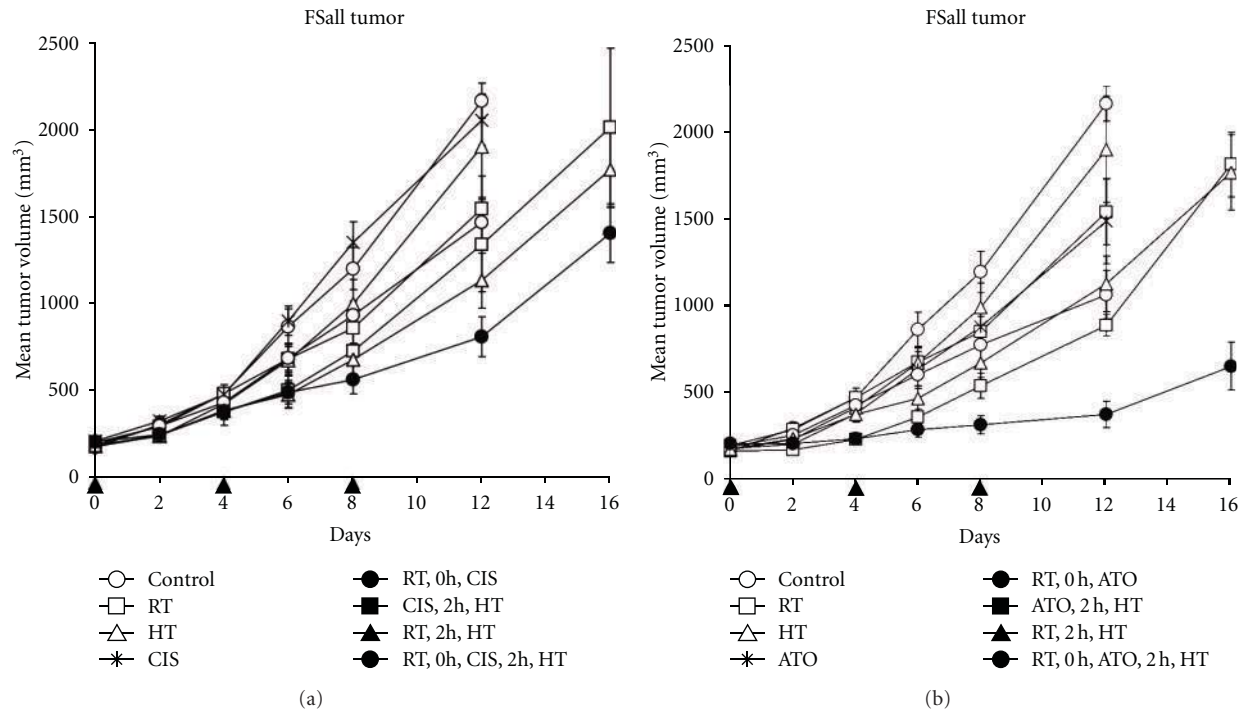 FSall tumor
2500
2000
1500
1000
500
0
Mean tumor volume (mm³)
0 2 4 6 8 10 12 14 16
Days
Control
RT
HT
CIS
RT, 0h, CIS
CIS, 2h, HT
RT, 2h, HT
RT, 0h, CIS, 2h, HT
(a)
FSall tumor
2500
2000
1500
1000
500
0
Mean tumor volume (mm³)
0 2 4 6 8 10 12 14 16
Days
Control
RT
HT
ATO
RT, 0 h, ATO
ATO, 2 h, HT
RT, 2 h, HT
RT, 0 h, ATO, 2 h, HT
(b)